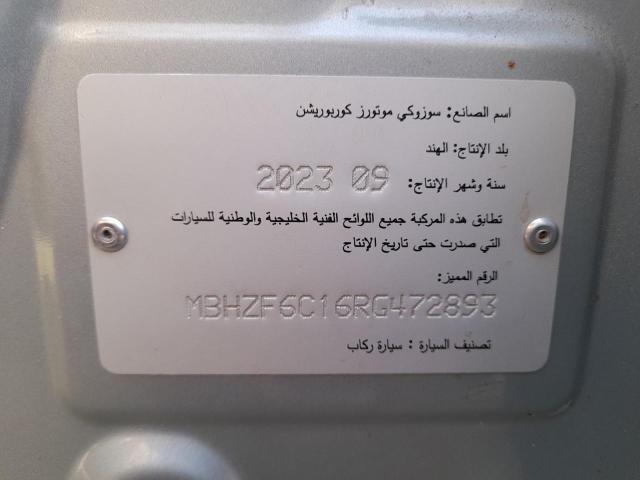 اسم الصانع: سوزوكي موتورز كوربوريشن
بلد الإنتاج: الهند
سنة وشهر الإنتاج: 2023 09
تطابق هذه المركبة جميع اللوائح الفنية الخليجية والوطنية للسيارات
التي صدرت حتى تاريخ الإنتاج
الرقم المميز:
MBHZF6C16RG472893
تصنيف السيارة : سيارة ركاب